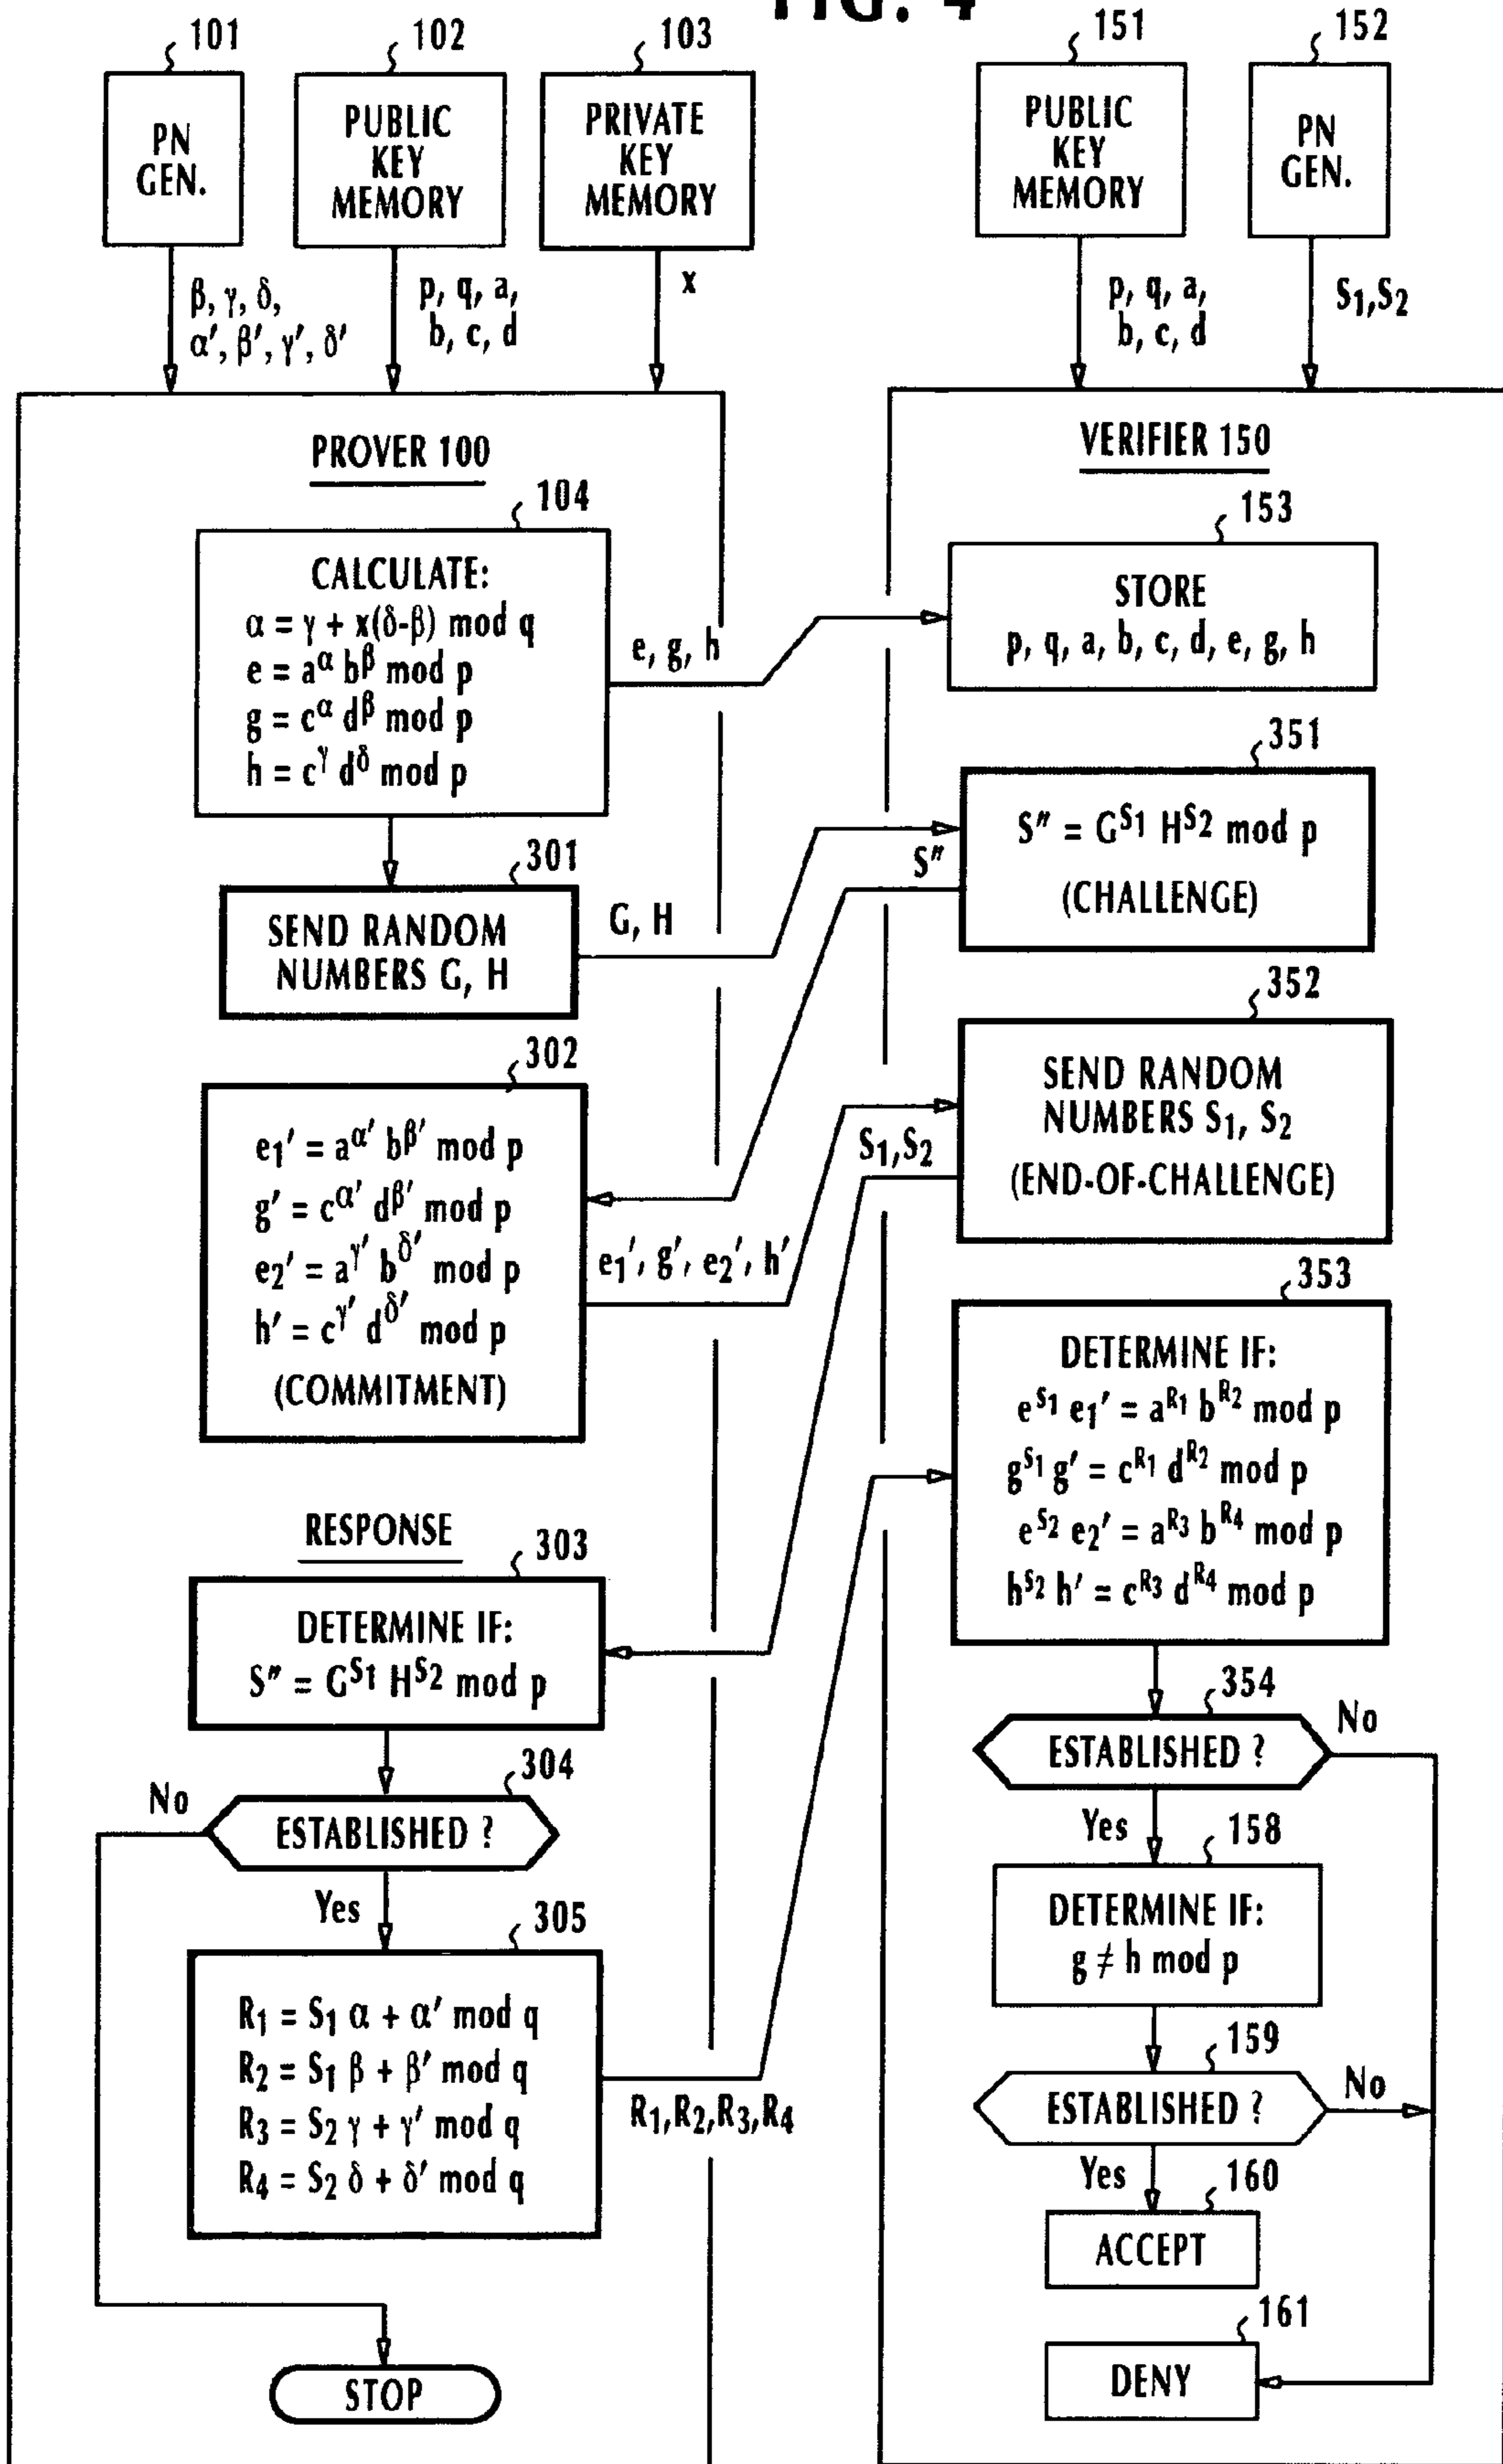 FIG. 4
101
102
103
151
152
PN
GEN.
PUBLIC
KEY
MEMORY
PRIVATE
KEY
MEMORY
PUBLIC
KEY
MEMORY
PN
GEN.
β, γ, δ,
α′, β′, γ′, δ′
p, q, a,
b, c, d
x
p, q, a,
b, c, d
S₁,S₂
PROVER 100
104
CALCULATE:
α = γ + x(δ-β) mod q
e = a^α b^β mod p
g = c^α d^β mod p
h = c^γ d^δ mod p
e, g, h
301
SEND RANDOM
NUMBERS G, H
G, H
S″
302
e₁′ = a^α′ b^β′ mod p
g′ = c^α′ d^β′ mod p
e₂′ = a^γ′ b^δ′ mod p
h′ = c^γ′ d^δ′ mod p
(COMMITMENT)
e₁′, g′, e₂′, h′
S₁,S₂
RESPONSE
303
DETERMINE IF:
S″ = G^S1 H^S2 mod p
304
No
ESTABLISHED ?
Yes
305
R₁ = S₁ α + α′ mod q
R₂ = S₁ β + β′ mod q
R₃ = S₂ γ + γ′ mod q
R₄ = S₂ δ + δ′ mod q
R₁,R₂,R₃,R₄
STOP
VERIFIER 150
153
STORE
p, q, a, b, c, d, e, g, h
351
S″ = G^S1 H^S2 mod p
(CHALLENGE)
352
SEND RANDOM
NUMBERS S₁, S₂
(END-OF-CHALLENGE)
353
DETERMINE IF:
e^S1 e₁′ = a^R1 b^R2 mod p
g^S1 g′ = c^R1 d^R2 mod p
e^S2 e₂′ = a^R3 b^R4 mod p
h^S2 h′ = c^R3 d^R4 mod p
354
ESTABLISHED ?
No
Yes
158
DETERMINE IF:
g ≠ h mod p
159
ESTABLISHED ?
No
Yes
160
ACCEPT
161
DENY